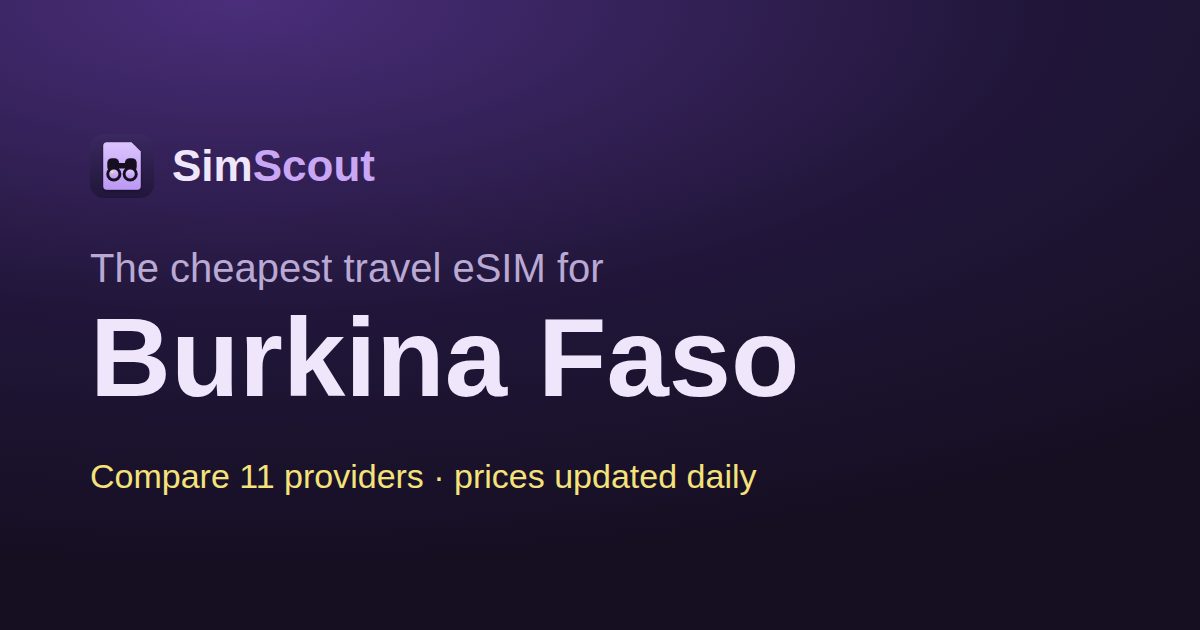 SimScout
The cheapest travel eSIM for
Burkina Faso
Compare 11 providers · prices updated daily